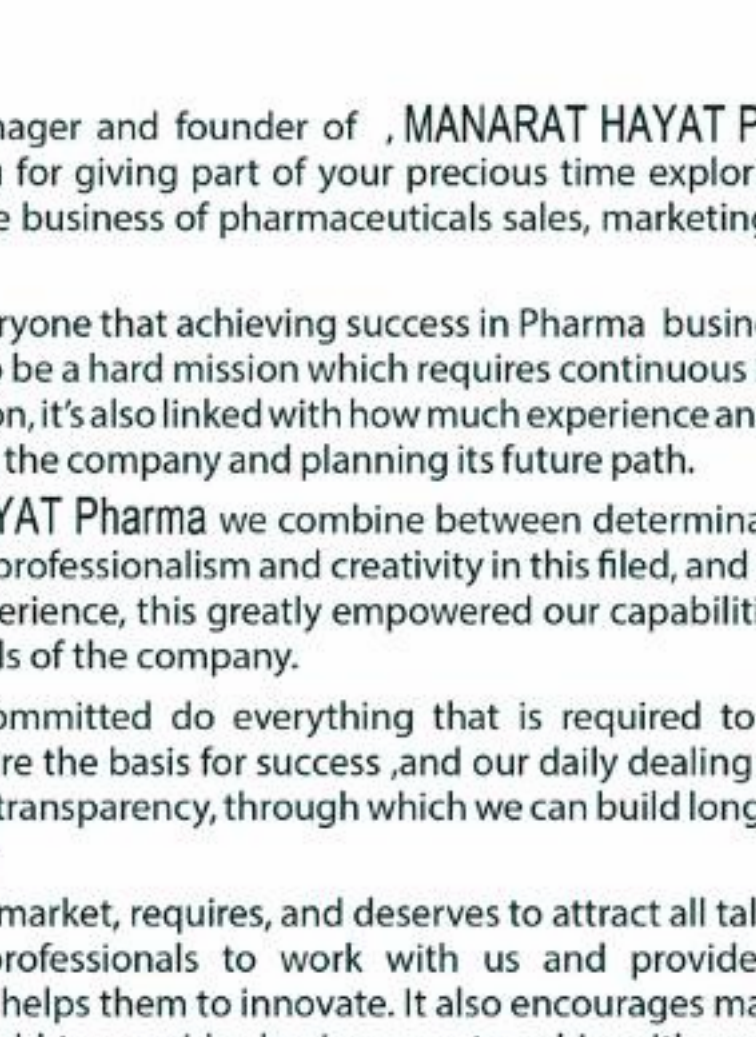 nager and founder of , MANARAT HAYAT P
for giving part of your precious time explor
e business of pharmaceuticals sales, marketing
ryone that achieving success in Pharma busin
o be a hard mission which requires continuous
on, it's also linked with how much experience an
the company and planning its future path.
YAT Pharma we combine between determina
professionalism and creativity in this filed, and
erience, this greatly empowered our capabiliti
ls of the company.
ommitted do everything that is required to
re the basis for success ,and our daily dealing
transparency, through which we can build long
market, requires, and deserves to attract all tal
rofessionals to work with us and provide
helps them to innovate. It also encourages ma